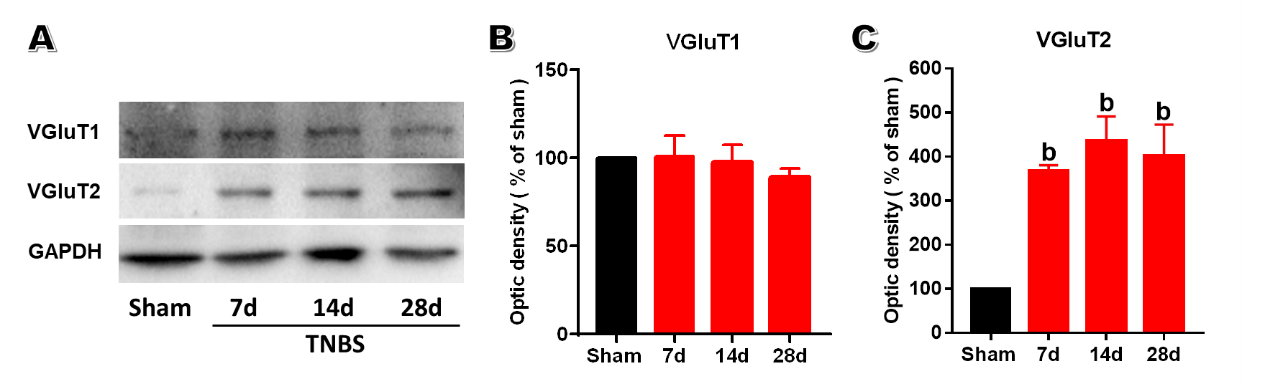 A
VGluT1
VGluT2
GAPDH
Sham 7d 14d 28d
TNBS
B
VGluT1
Optic density ( % of sham )
150
100
50
0
Sham 7d 14d 28d
C
VGluT2
Optic density ( % of sham )
600
500
400
300
200
100
0
b b b
Sham 7d 14d 28d